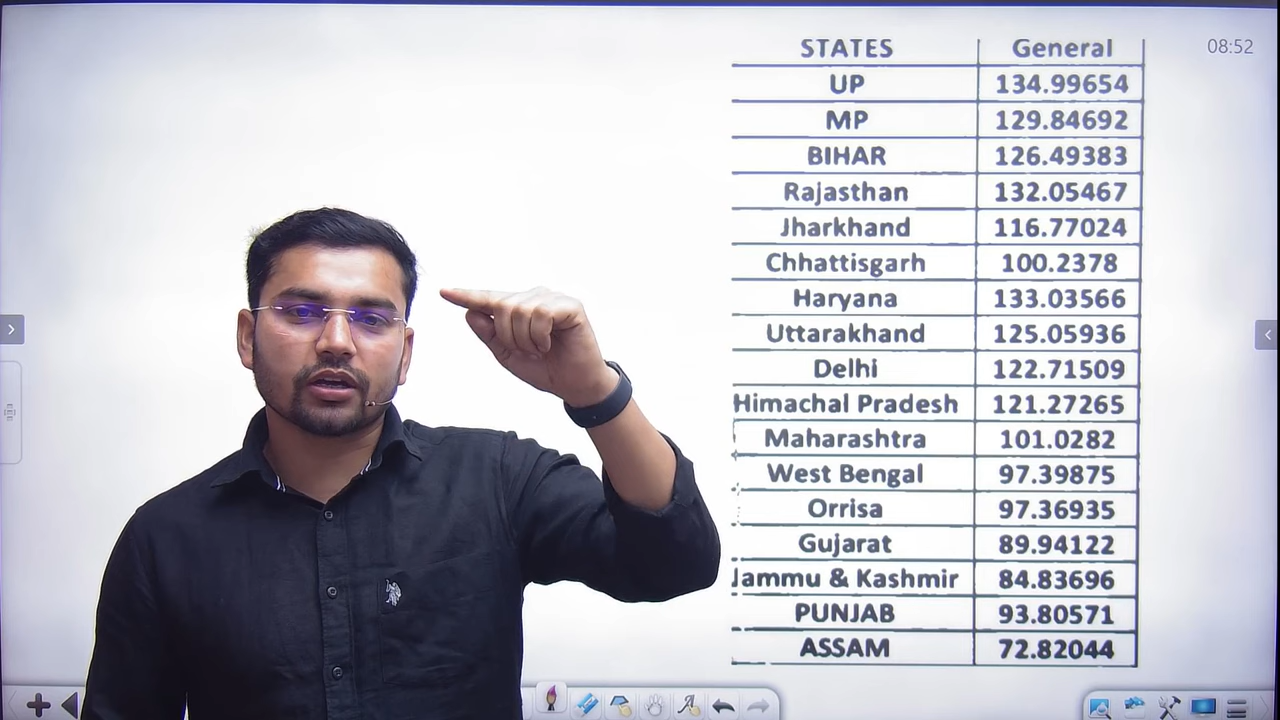 08:52
STATES General
UP 134.99654
MP 129.84692
BIHAR 126.49383
Rajasthan 132.05467
Jharkhand 116.77024
Chhattisgarh 100.2378
Haryana 133.03566
Uttarakhand 125.05936
Delhi 122.71509
Himachal Pradesh 121.27265
Maharashtra 101.0282
West Bengal 97.39875
Orrisa 97.36935
Gujarat 89.94122
Jammu & Kashmir 84.83696
PUNJAB 93.80571
ASSAM 72.82044